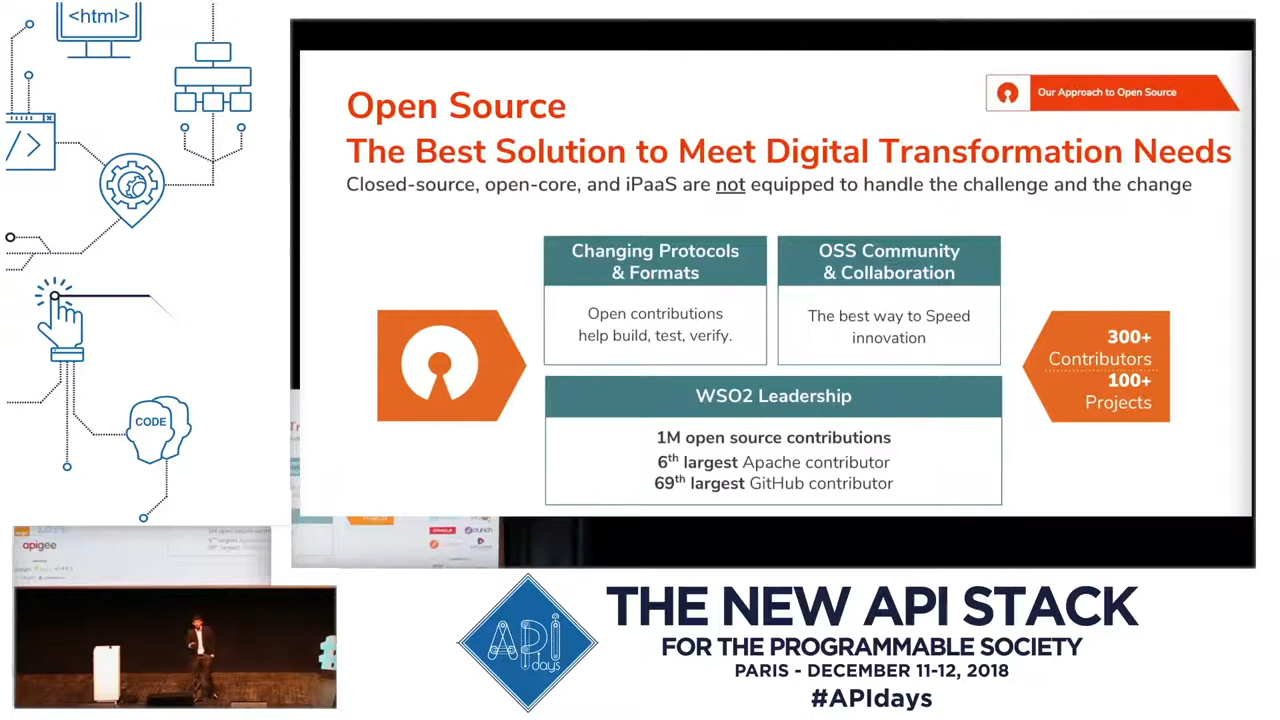 <html>
</>
CODE
Our Approach to Open Source
Open Source
The Best Solution to Meet Digital Transformation Needs
Closed-source, open-core, and iPaaS are not equipped to handle the challenge and the change
Changing Protocols
& Formats
Open contributions
help build, test, verify.
OSS Community
& Collaboration
The best way to Speed
innovation
300+
Contributors
100+
Projects
WSO2 Leadership
1M open source contributions
6th largest Apache contributor
69th largest GitHub contributor
apigee
ORACLE
crunch
#
APi
days
THE NEW API STACK
FOR THE PROGRAMMABLE SOCIETY
PARIS - DECEMBER 11-12, 2018
#APIdays